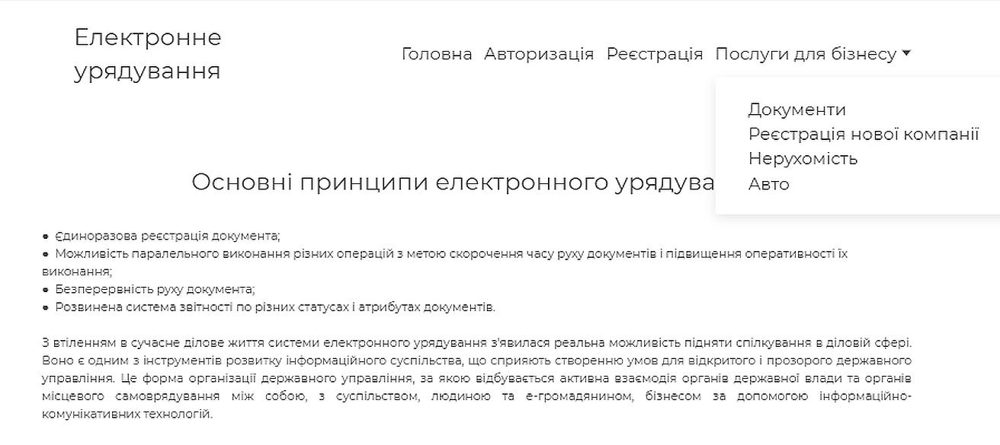 Електронне
урядування
Головна Авторизація Реєстрація Послуги для бізнесу
Документи
Реєстрація нової компанії
Нерухомість
Авто
Основні принципи електронного урядува
● Єдиноразова реєстрація документа;
● Можливість паралельного виконання різних операцій з метою скорочення часу руху документів і підвищення оперативності їх
виконання;
● Безперервність руху документа;
● Розвинена система звітності по різних статусах і атрибутах документів.
З втіленням в сучасне ділове життя системи електронного урядування з'явилася реальна можливість підняти спілкування в діловій сфері.
Воно є одним з інструментів розвитку інформаційного суспільства, що сприяють створенню умов для відкритого і прозорого державного
управління. Це форма організації державного управління, за якою відбувається активна взаємодія органів державної влади та органів
місцевого самоврядування між собою, з суспільством, людиною та е-громадянином, бізнесом за допомогою інформаційно-
комунікативних технологій.